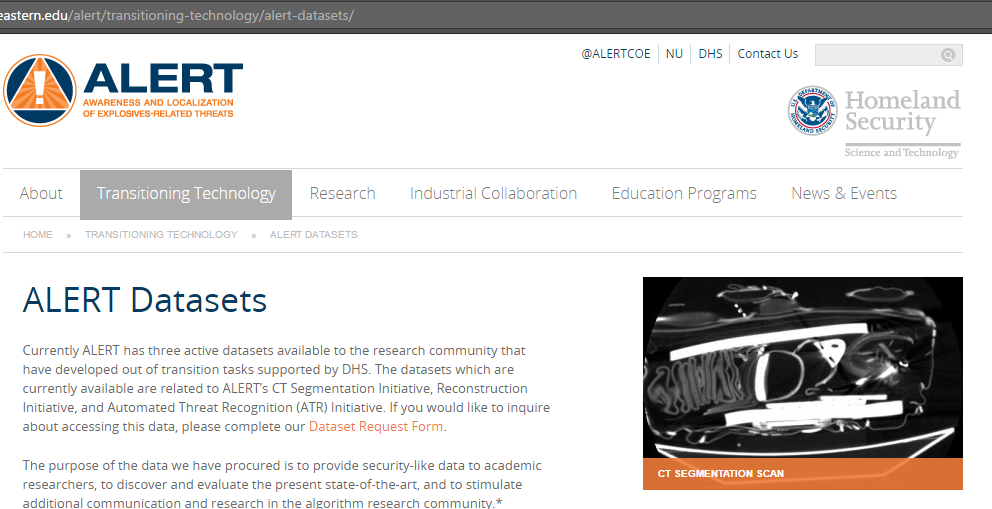 eastern.edu/alert/transitioning-technology/alert-datasets/
@ALERTCOE NU DHS Contact Us
ALERT
AWARENESS AND LOCALIZATION
OF EXPLOSIVES-RELATED THREATS
U.S. DEPARTMENT OF
HOMELAND SECURITY
Homeland
Security
Science and Technology
About Transitioning Technology Research Industrial Collaboration Education Programs News & Events
HOME » TRANSITIONING TECHNOLOGY » ALERT DATASETS
ALERT Datasets
Currently ALERT has three active datasets available to the research community that
have developed out of transition tasks supported by DHS. The datasets which are
currently available are related to ALERT's CT Segmentation Initiative, Reconstruction
Initiative, and Automated Threat Recognition (ATR) Initiative. If you would like to inquire
about accessing this data, please complete our Dataset Request Form.
The purpose of the data we have procured is to provide security-like data to academic
researchers, to discover and evaluate the present state-of-the-art, and to stimulate
additional communication and research in the algorithm research community.*
CT SEGMENTATION SCAN